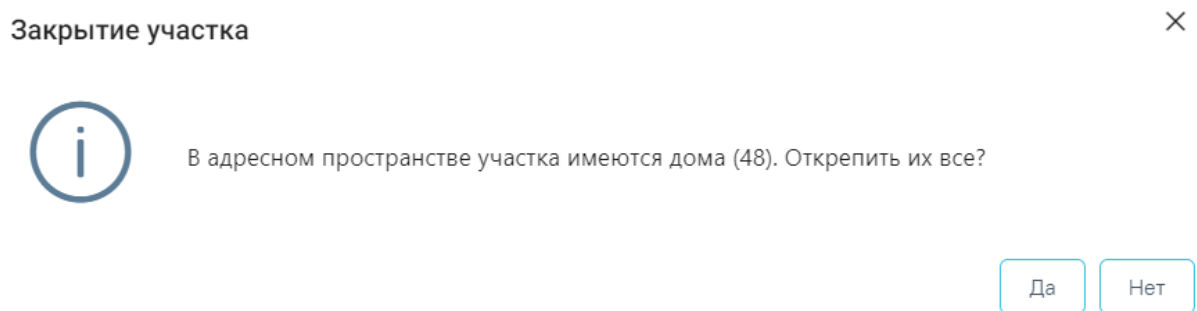 Закрытие участка
В адресном пространстве участка имеются дома (48). Открепить их все?
Да
Нет